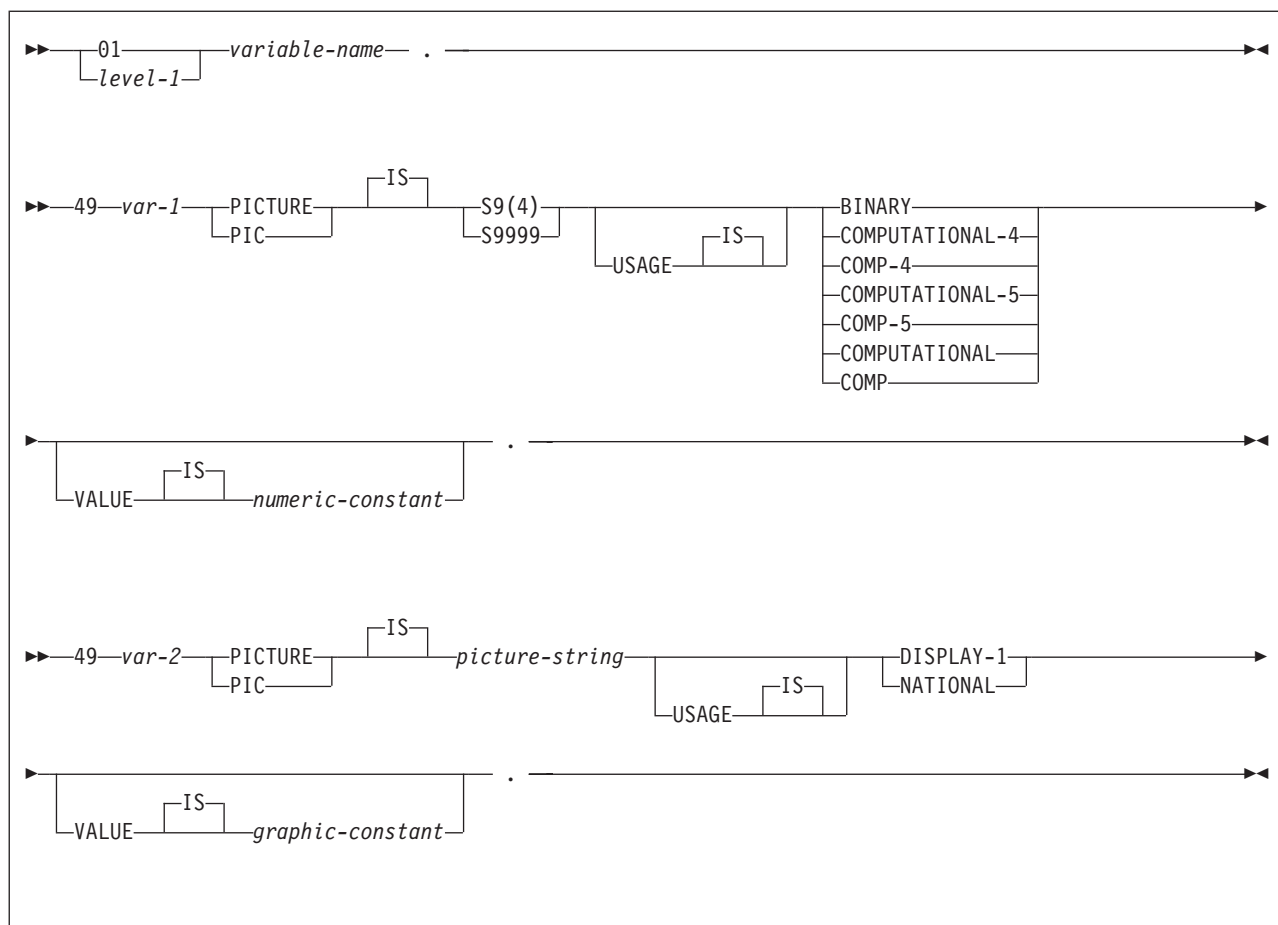 01 variable-name .
level-1
IS
49 var-1 PICTURE S9(4) BINARY
PIC S9999 IS COMPUTATIONAL-4
USAGE COMP-4
COMPUTATIONAL-5
COMP-5
COMPUTATIONAL
COMP
.
IS
VALUE numeric-constant
IS
49 var-2 PICTURE picture-string DISPLAY-1
PIC IS NATIONAL
USAGE
.
IS
VALUE graphic-constant